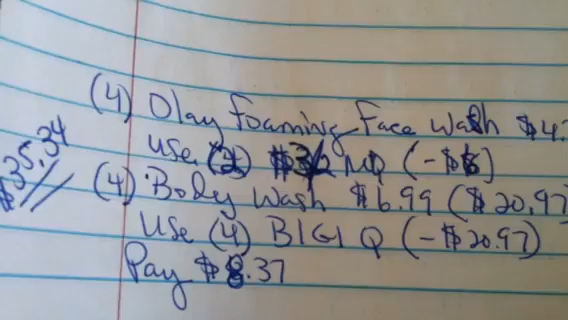 (4) Olay foaming Face Wash $4.
use $3/2 MQ (-$6)
$35.34 //
(4) Body Wash $6.99 ($20.97
Use (4) B1G1 Q (-$20.97)
Pay $8.37